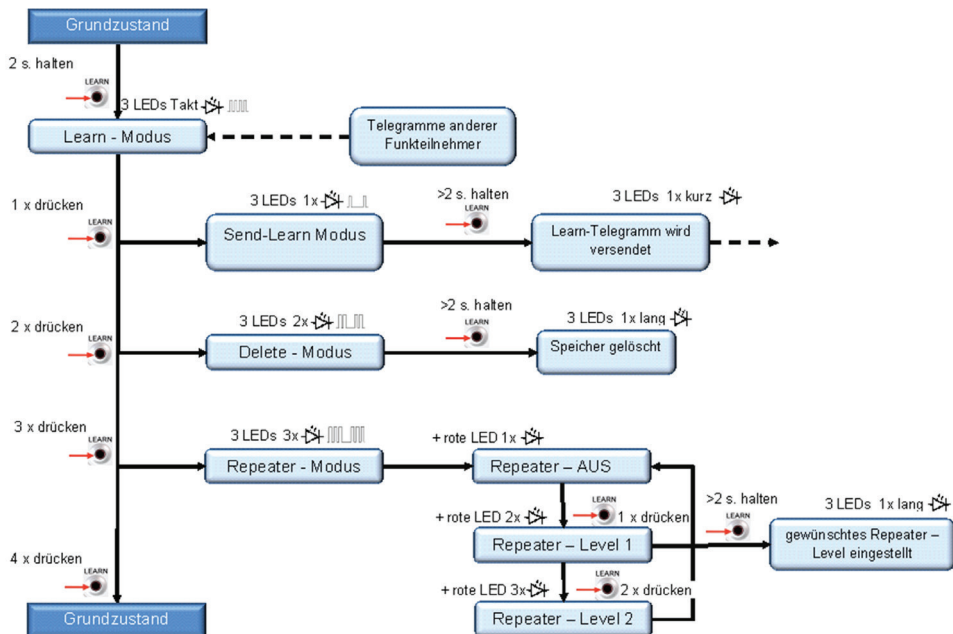 Grundzustand
2 s. halten
LEARN
3 LEDs Takt
Learn - Modus
Telegramme anderer
Funkteilnehmer
1 x drücken
LEARN
3 LEDs 1x
Send-Learn Modus
>2 s. halten
LEARN
3 LEDs 1x kurz
Learn-Telegramm wird
versendet
2 x drücken
LEARN
3 LEDs 2x
Delete - Modus
>2 s. halten
LEARN
3 LEDs 1x lang
Speicher gelöscht
3 x drücken
LEARN
3 LEDs 3x
Repeater - Modus
+ rote LED 1x
Repeater – AUS
LEARN
1 x drücken
+ rote LED 2x
Repeater – Level 1
>2 s. halten
LEARN
3 LEDs 1x lang
gewünschtes Repeater –
Level eingestellt
LEARN
2 x drücken
+ rote LED 3x
Repeater – Level 2
4 x drücken
LEARN
Grundzustand